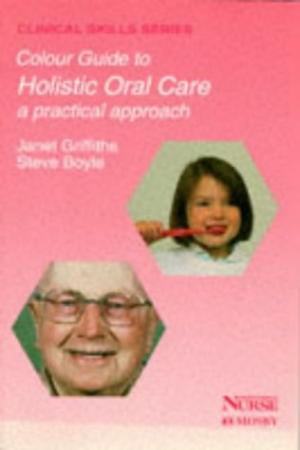 CLINICAL SKILLS SERIES
Colour Guide to
Holistic Oral Care
a practical approach
Janet Griffiths
Steve Boyle
NURSE
MOSBY